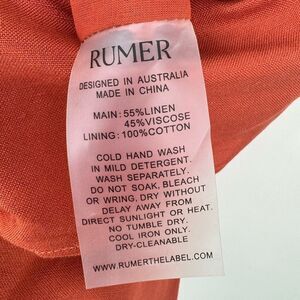 RUMER
DESIGNED IN AUSTRALIA
MADE IN CHINA
MAIN: 55%LINEN
45%VISCOSE
LINING: 100%COTTON
COLD HAND WASH
IN MILD DETERGENT.
WASH SEPARATELY.
DO NOT SOAK, BLEACH
OR WRING, DRY WITHOUT
DELAY AWAY FROM
DIRECT SUNLIGHT OR HEAT.
NO TUMBLE DRY.
COOL IRON ONLY.
DRY-CLEANABLE
WWW.RUMERTHELABEL.COM